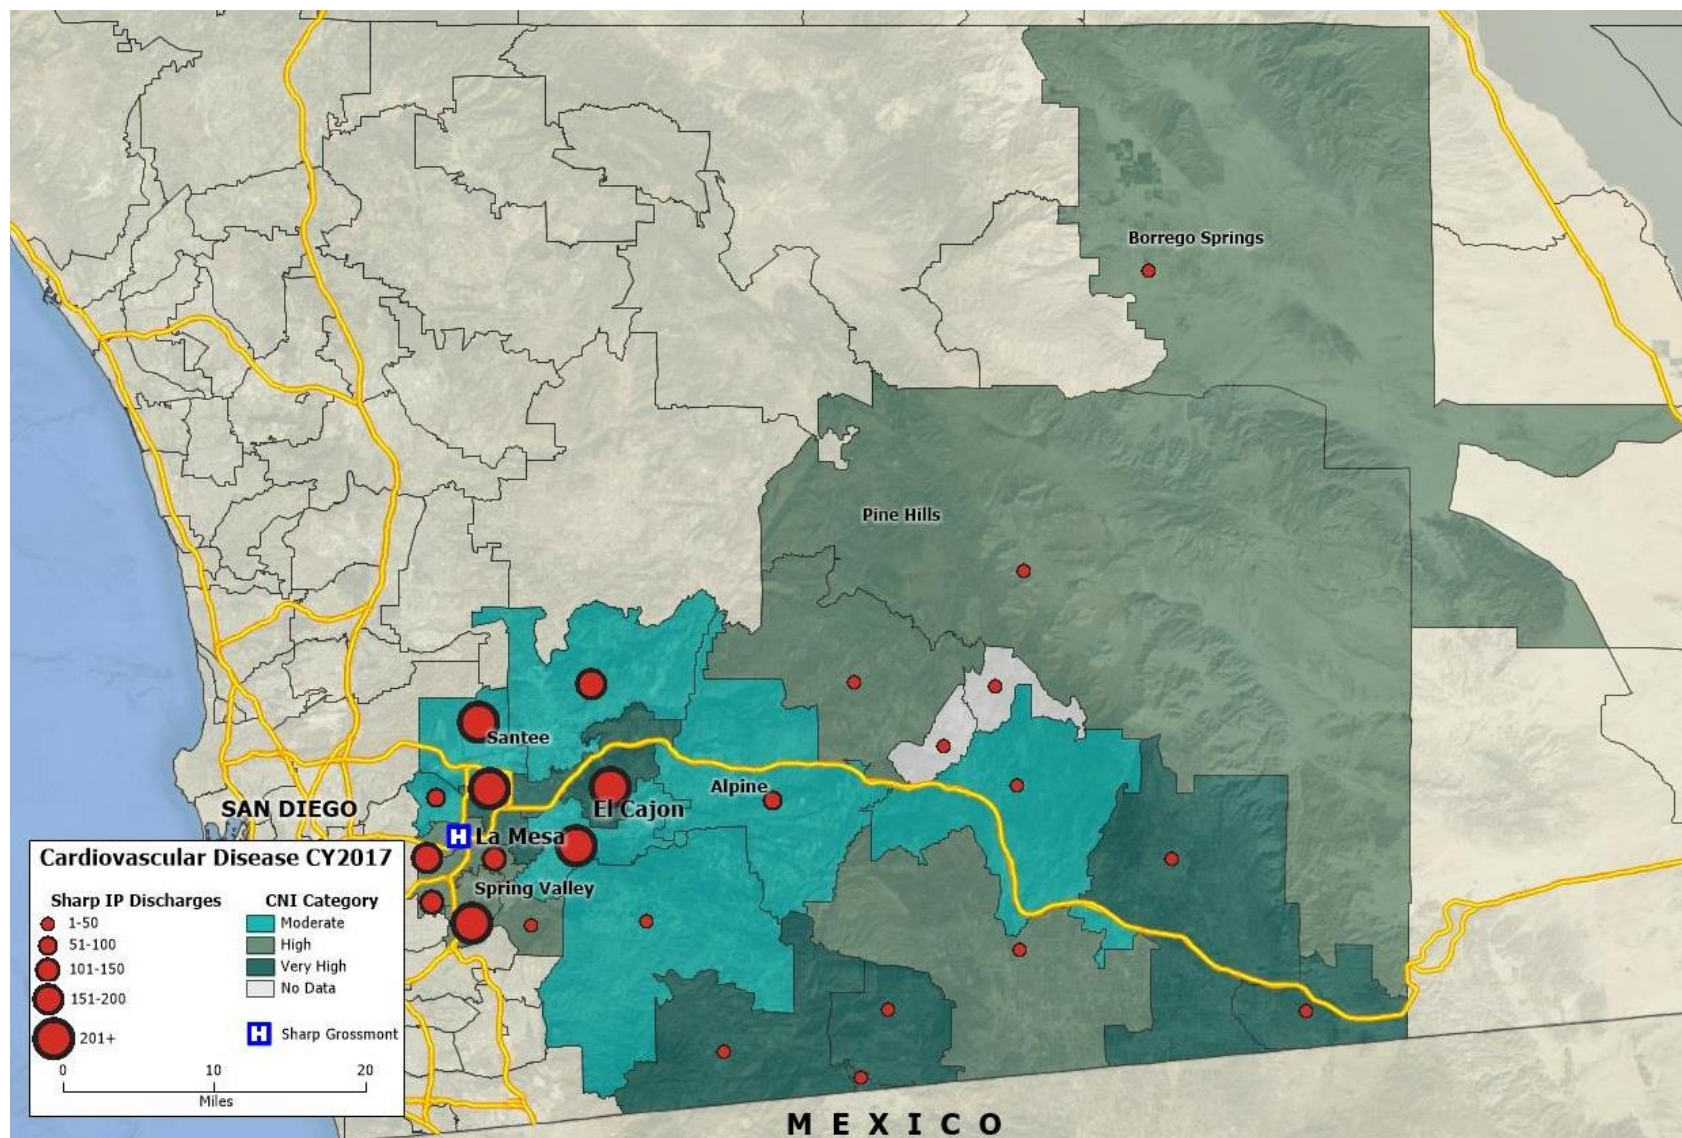 Borrego Springs
Pine Hills
Santee
Alpine
El Cajon
SAN DIEGO
La Mesa
Spring Valley
Cardiovascular Disease CY2017
Sharp IP Discharges
1-50
51-100
101-150
151-200
201+
CNI Category
Moderate
High
Very High
No Data
H
H Sharp Grossmont
0 10 20
Miles
MEXICO